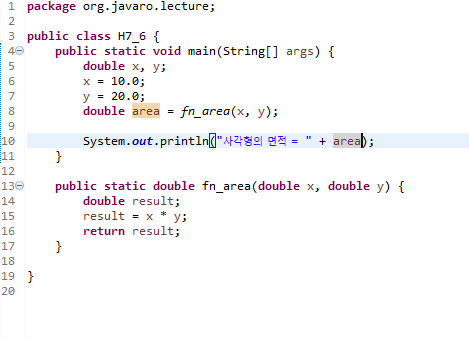 1 package org.javaro.lecture;
2
3 public class H7_6 {
4 public static void main(String[] args) {
5 double x, y;
6 x = 10.0;
7 y = 20.0;
8 double area = fn_area(x, y);
9
10 System.out.println("사각형의 면적 = " + area);
11 }
12
13 public static double fn_area(double x, double y) {
14 double result;
15 result = x * y;
16 return result;
17 }
18
19 }
20